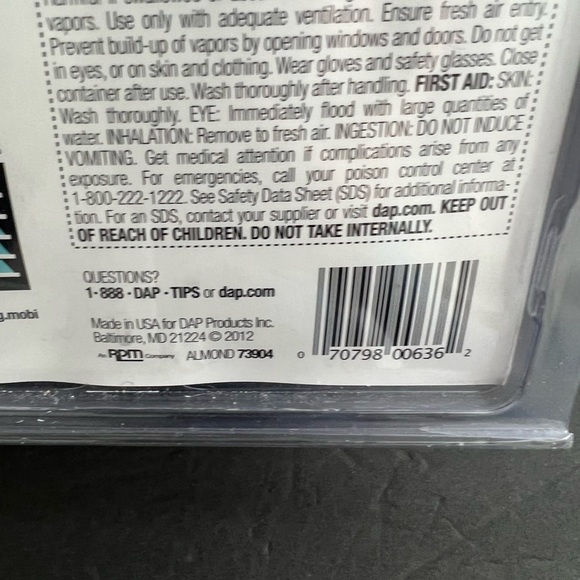 vapors. Use only with adequate ventilation. Ensure fresh air entry.
Prevent build-up of vapors by opening windows and doors. Do not get
in eyes, or on skin and clothing. Wear gloves and safety glasses. Close
container after use. Wash thoroughly after handling. FIRST AID: SKIN:
Wash thoroughly. EYE: Immediately flood with large quantities of
water. INHALATION: Remove to fresh air. INGESTION: DO NOT INDUCE
VOMITING. Get medical attention if complications arise from any
exposure. For emergencies, call your poison control center at
1-800-222-1222. See Safety Data Sheet (SDS) for additional informa-
tion. For an SDS, contact your supplier or visit dap.com. KEEP OUT
OF REACH OF CHILDREN. DO NOT TAKE INTERNALLY.
QUESTIONS?
1-888-DAP-TIPS or dap.com
g.mobi
Made in USA for DAP Products Inc.
Baltimore, MD 21224 © 2012
An RPM Company ALMOND 73904
0 70798 00636 2